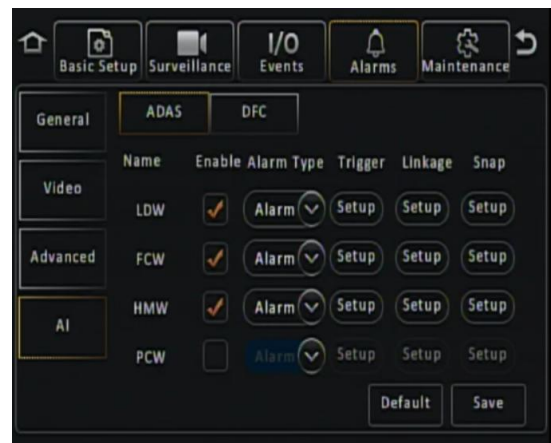 Basic Setup Surveillance I/O Events Alarms Maintenance
General ADAS DFC
Name Enable Alarm Type Trigger Linkage Snap
Video
LDW Alarm Setup Setup Setup
Advanced FCW Alarm Setup Setup Setup
HMW Alarm Setup Setup Setup
AI
PCW Alarm Setup Setup Setup
Default Save